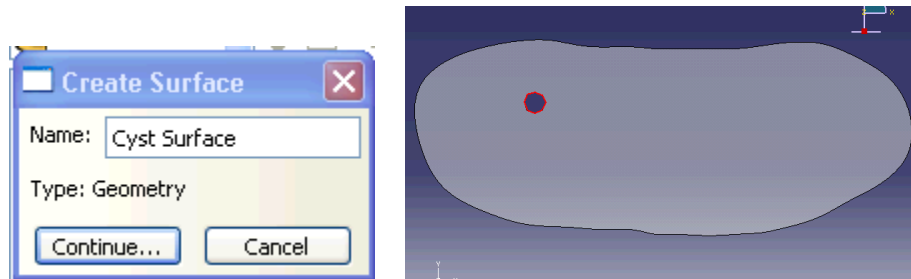 Create Surface
Name: Cyst Surface
Type: Geometry
Continue... Cancel
x
Y